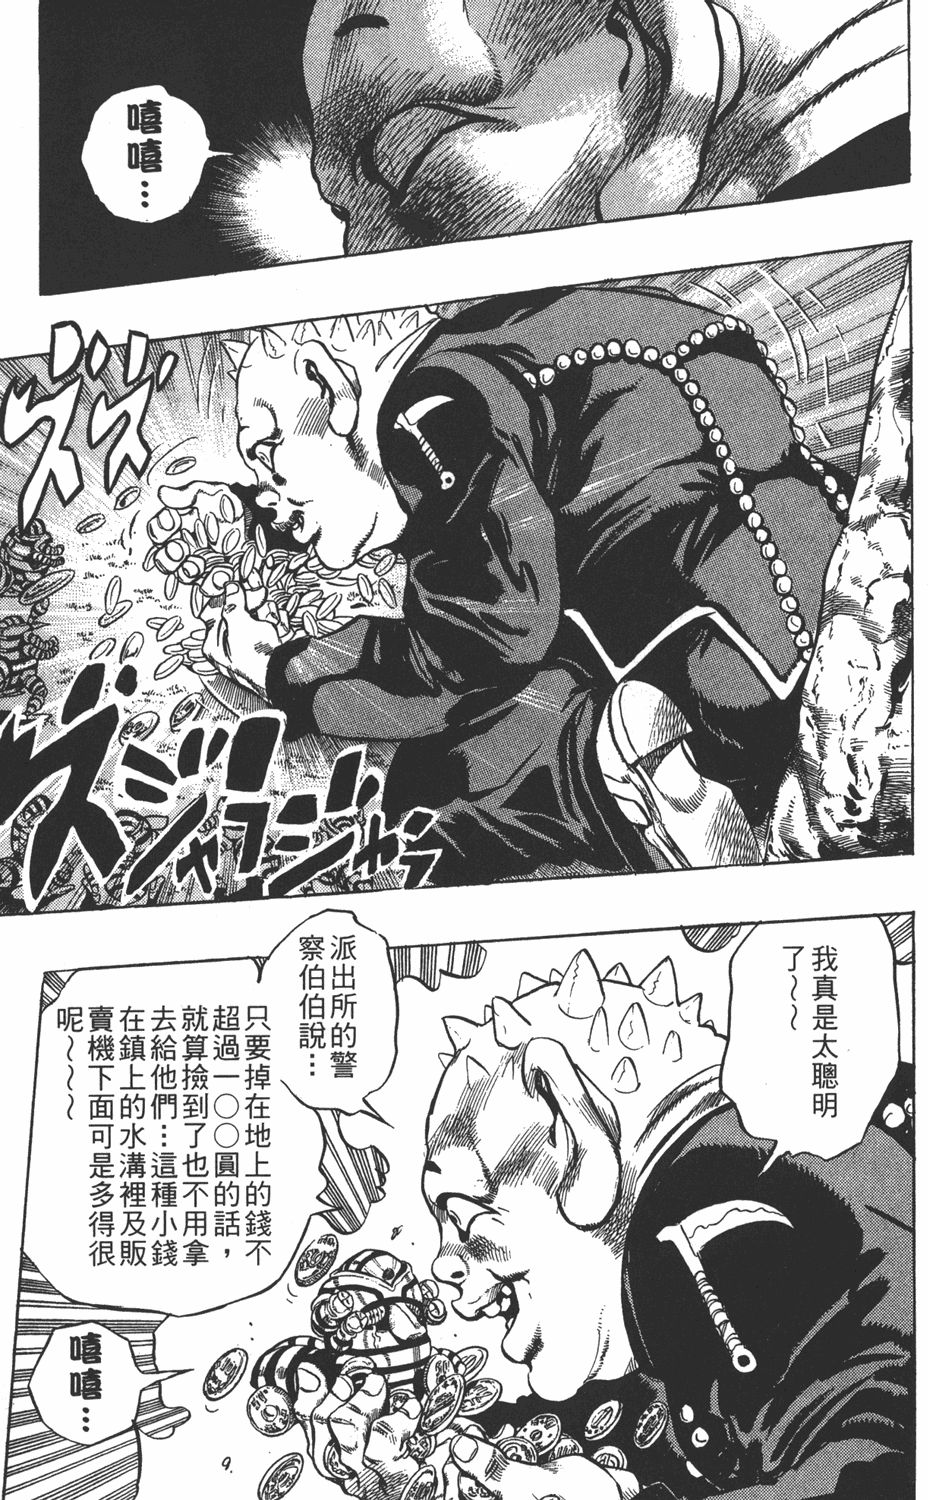 嘻嘻…
ズズ
ズジャラジャラ
我真是太聰明
了～～
派出所的警
察伯伯說…
只要掉在地上的錢不
超過一〇〇圓的話，
就算撿到了也不用拿
去給他們…這種小錢
在鎮上的水溝裡及販
賣機下面可是多得很
呢～～～～
嘻嘻…